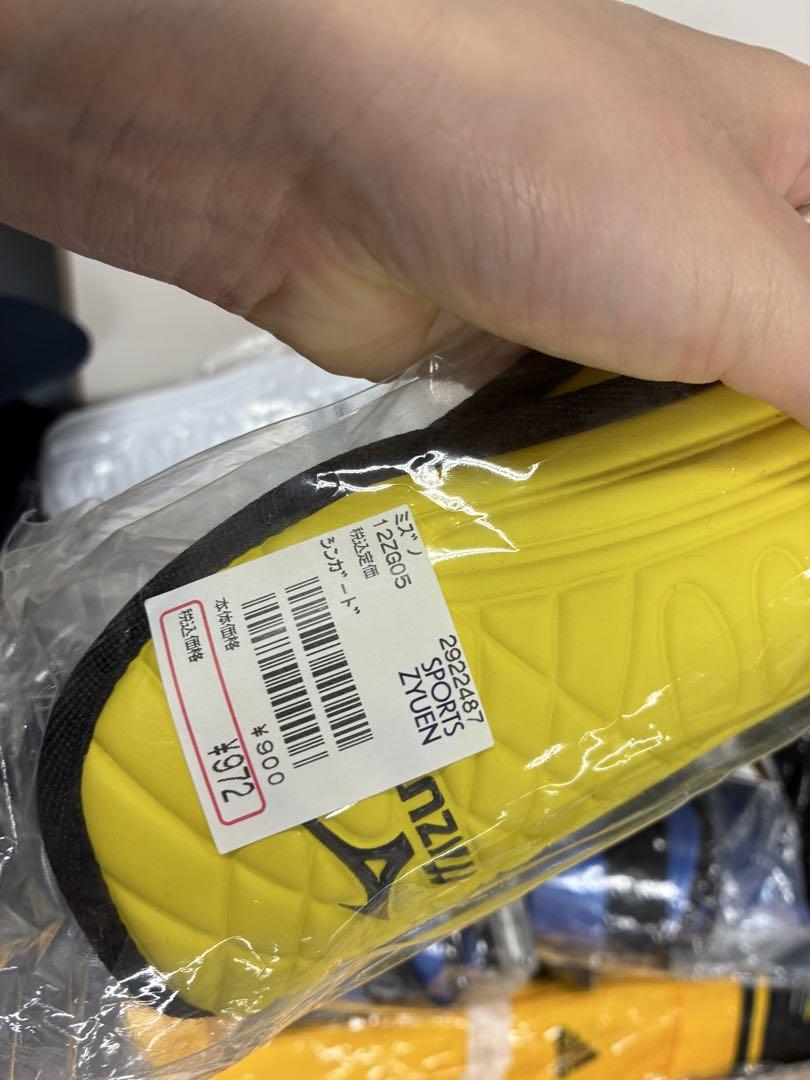 ミズノ
12ZG05
税込定価
シンガード
2922487
SPORTS
ZYUEN
本体価格
¥900
税込価格
¥972
MIZU